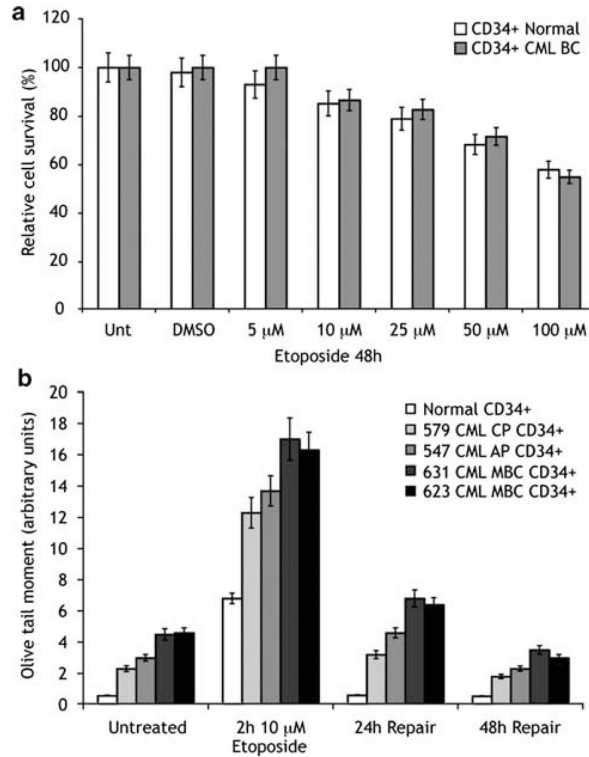 a
CD34+ Normal
CD34+ CML BC
Relative cell survival (%)
120
100
80
60
40
20
0
Unt DMSO 5 μM 10 μM 25 μM 50 μM 100 μM
Etoposide 48h
b
Normal CD34+
579 CML CP CD34+
547 CML AP CD34+
631 CML MBC CD34+
623 CML MBC CD34+
Olive tail moment (arbitrary units)
20
18
16
14
12
10
8
6
4
2
0
Untreated 2h 10 μM 24h Repair 48h Repair
Etoposide